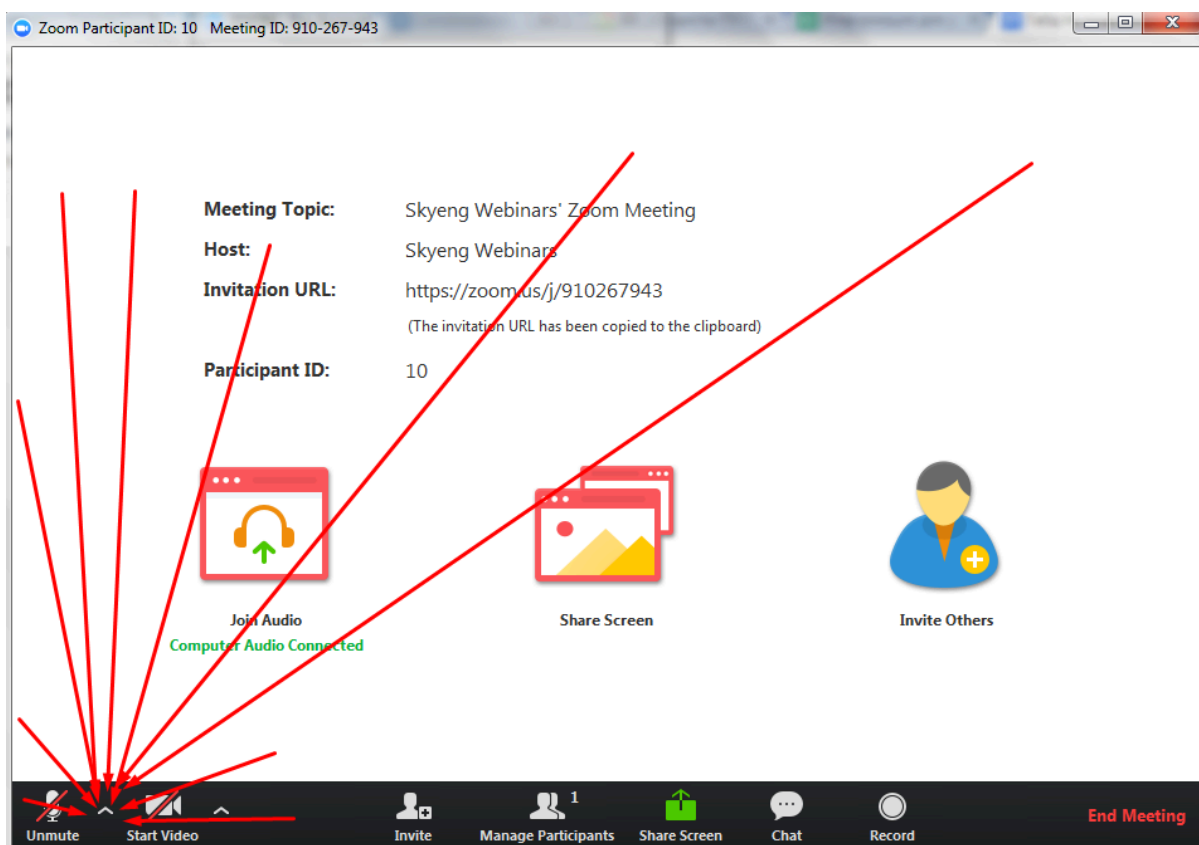 Zoom Participant ID: 10 Meeting ID: 910-267-943
Meeting Topic: Skyeng Webinars' Zoom Meeting
Host: Skyeng Webinars
Invitation URL: https://zoom.us/j/910267943
(The invitation URL has been copied to the clipboard)
Participant ID: 10
Join Audio Share Screen Invite Others
Computer Audio Connected
1
Unmute Start Video Invite Manage Participants Share Screen Chat Record End Meeting